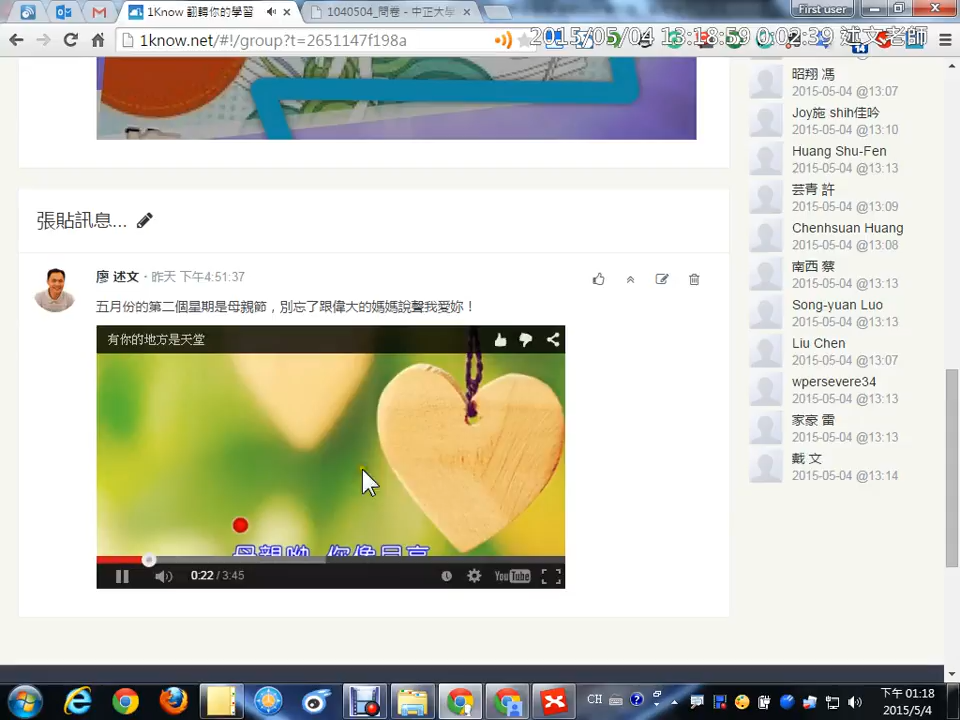 1Know 翻轉你的學習
1040504_問卷 - 中正大學
First user
1know.net/#!/group?t=2651147f198a
2015/05/04 13:18:59 0:02:39 述文老師
張貼訊息...
廖 述文 · 昨天 下午4:51:37
五月份的第二個星期是母親節，別忘了跟偉大的媽媽說聲我愛妳！
有你的地方是天堂
0:22 / 3:45
YouTube
昭翔 馮
2015-05-04 @13:07
Joy施 shih佳吟
2015-05-04 @13:10
Huang Shu-Fen
2015-05-04 @13:13
芸青 許
2015-05-04 @13:09
Chenhsuan Huang
2015-05-04 @13:08
南西 蔡
2015-05-04 @13:13
Song-yuan Luo
2015-05-04 @13:13
Liu Chen
2015-05-04 @13:07
wpersevere34
2015-05-04 @13:13
家豪 雷
2015-05-04 @13:13
戴 文
2015-05-04 @13:14
CH
下午 01:18
2015/5/4